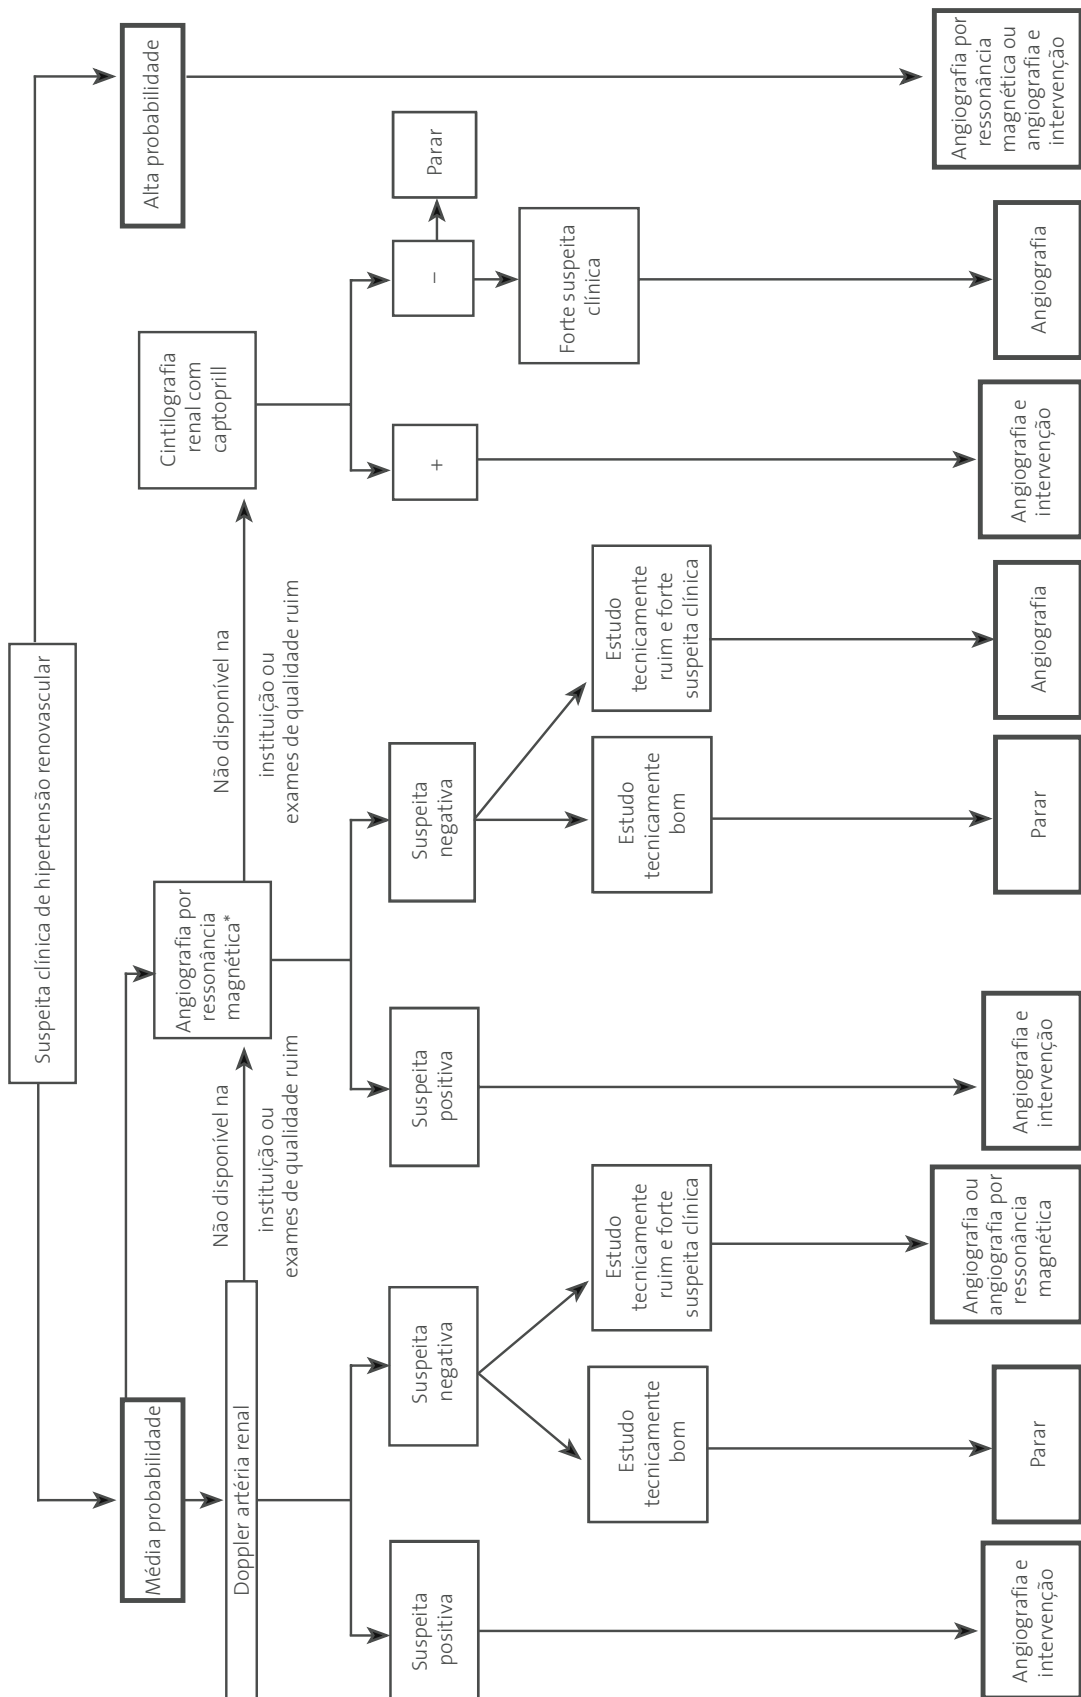 Suspeita clínica de hipertensão renovascular
Média probabilidade
Alta probabilidade
Doppler artéria renal
Não disponível na
instituição ou
exames de qualidade ruim
Angiografia por
ressonância
magnética*
Não disponível na
instituição ou
exames de qualidade ruim
Cintilografia
renal com
captoprill
Suspeita
positiva
Suspeita
negativa
Suspeita
positiva
Suspeita
negativa
+
–
Parar
Estudo
tecnicamente
bom
Estudo
tecnicamente
ruim e forte
suspeita clínica
Estudo
tecnicamente
bom
Estudo
tecnicamente
ruim e forte
suspeita clínica
Forte suspeita
clínica
Angiografia e
intervenção
Parar
Angiografia ou
angiografia por
ressonância
magnética
Angiografia e
intervenção
Parar
Angiografia
Angiografia e
intervenção
Angiografia
Angiografia por
ressonância
magnética ou
angiografia e
intervenção